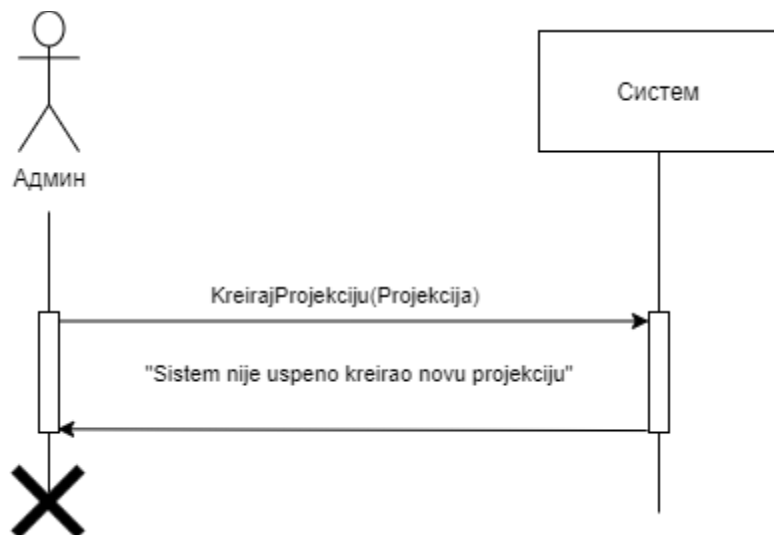 Систем
Админ
KreirajProjekciju(Projekcija)
"Sistem nije uspeno kreirao novu projekciju"